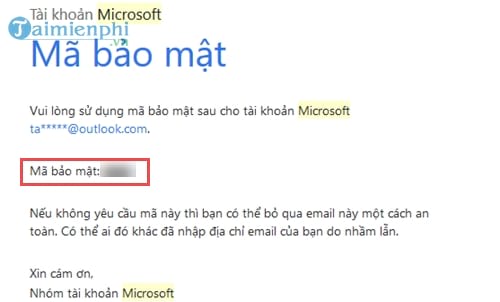 Tài khoản Microsoft
Taimienphi
.vn
Mã bảo mật
Vui lòng sử dụng mã bảo mật sau cho tài khoản Microsoft
ta*****@outlook.com.
Mã bảo mật:
Nếu không yêu cầu mã này thì bạn có thể bỏ qua email này một cách an
toàn. Có thể ai đó khác đã nhập địa chỉ email của bạn do nhầm lẫn.
Xin cám ơn,
Nhóm tài khoản Microsoft